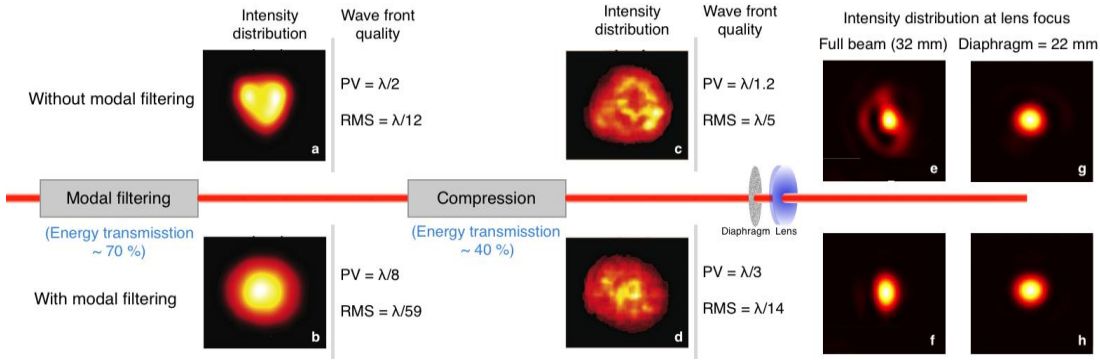 Intensity
distribution
Wave front
quality
Intensity
distribution
Wave front
quality
Intensity distribution at lens focus
Full beam (32 mm)
Diaphragm = 22 mm
Without modal filtering
a
PV = λ/2
RMS = λ/12
c
PV = λ/1.2
RMS = λ/5
e
g
Modal filtering
Compression
(Energy transmisstion
~ 70 %)
(Energy transmisstion
~ 40 %)
Diaphragm
Lens
With modal filtering
b
PV = λ/8
RMS = λ/59
d
PV = λ/3
RMS = λ/14
f
h